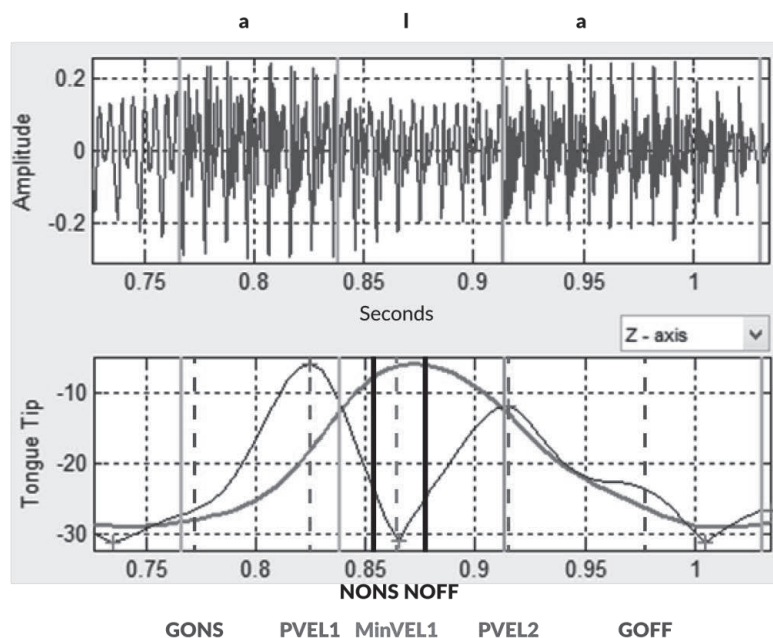 a l a
0.2
0
-0.2
Amplitude
0.75 0.8 0.85 0.9 0.95 1
Seconds
Z - axis
-10
-20
-30
Tongue Tip
0.75 0.8 0.85 0.9 0.95 1
NONS NOFF
GONS PVEL1 MinVEL1 PVEL2 GOFF